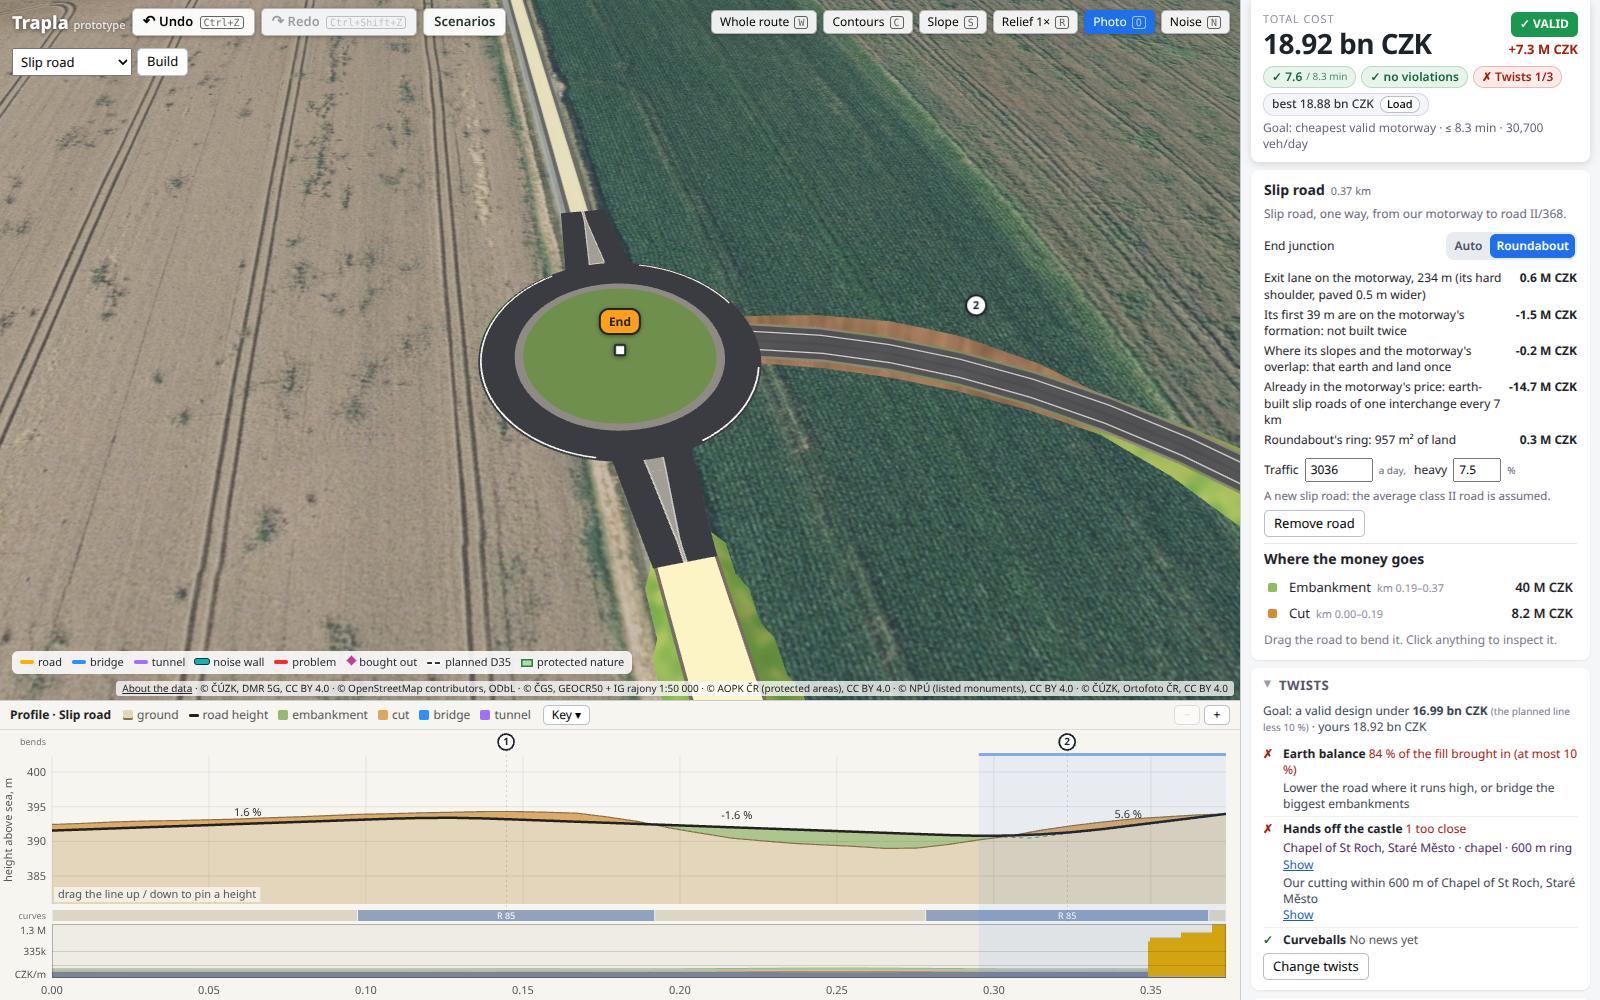 Trapla prototype
↶ Undo Ctrl+Z
↷ Redo Ctrl+Shift+Z
Scenarios
Whole route W
Contours C
Slope S
Relief 1× R
Photo O
Noise N
Slip road
Build
End
2
road
bridge
tunnel
noise wall
problem
bought out
planned D35
protected nature
About the data · © ČÚZK, DMR 5G, CC BY 4.0 · © OpenStreetMap contributors, ODbL · © ČGS, GEOCR50 + IG rajony 1:50 000 · © AOPK ČR (protected areas), CC BY 4.0 · © NPÚ (listed monuments), CC BY 4.0 · © ČÚZK, Ortofoto ČR, CC BY 4.0
Profile · Slip road
ground
road height
embankment
cut
bridge
tunnel
Key ▾
−
+
bends
1
2
height above sea, m
400
395
390
385
1.6 %
-1.6 %
5.6 %
drag the line up / down to pin a height
curves
R 85
R 85
1.3 M
335k
CZK/m
0.00
0.05
0.10
0.15
0.20
0.25
0.30
0.35
TOTAL COST
18.92 bn CZK
✓ VALID
+7.3 M CZK
✓ 7.6 / 8.3 min
✓ no violations
✗ Twists 1/3
best 18.88 bn CZK Load
Goal: cheapest valid motorway · ≤ 8.3 min · 30,700
veh/day
Slip road 0.37 km
Slip road, one way, from our motorway to road II/368.
End junction
Auto
Roundabout
Exit lane on the motorway, 234 m (its hard 0.6 M CZK
shoulder, paved 0.5 m wider)
Its first 39 m are on the motorway's -1.5 M CZK
formation: not built twice
Where its slopes and the motorway's -0.2 M CZK
overlap: that earth and land once
Already in the motorway's price: earth- -14.7 M CZK
built slip roads of one interchange every 7
km
Roundabout's ring: 957 m² of land 0.3 M CZK
Traffic 3036 a day, heavy 7.5 %
A new slip road: the average class II road is assumed.
Remove road
Where the money goes
Embankment km 0.19–0.37 40 M CZK
Cut km 0.00–0.19 8.2 M CZK
Drag the road to bend it. Click anything to inspect it.
▼ TWISTS
Goal: a valid design under 16.99 bn CZK (the planned line
less 10 %) · yours 18.92 bn CZK
✗ Earth balance 84 % of the fill brought in (at most 10
%)
Lower the road where it runs high, or bridge the
biggest embankments
✗ Hands off the castle 1 too close
Chapel of St Roch, Staré Město · chapel · 600 m ring
Show
Our cutting within 600 m of Chapel of St Roch, Staré
Město
Show
✓ Curveballs No news yet
Change twists